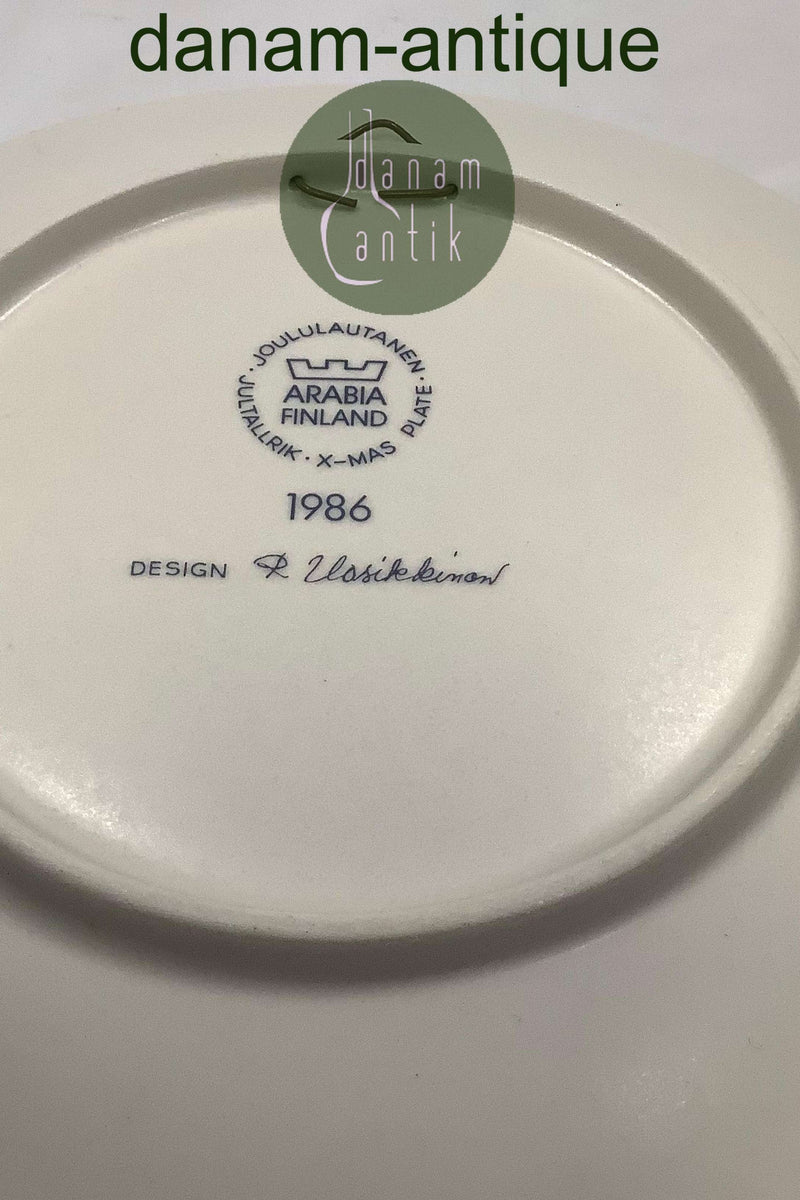 danam-antique
danam
antik
· JOULULAUTANEN ·
ARABIA
FINLAND
JULTALLRIK · X-MAS PLATE
1986
DESIGN R Uosikkinen